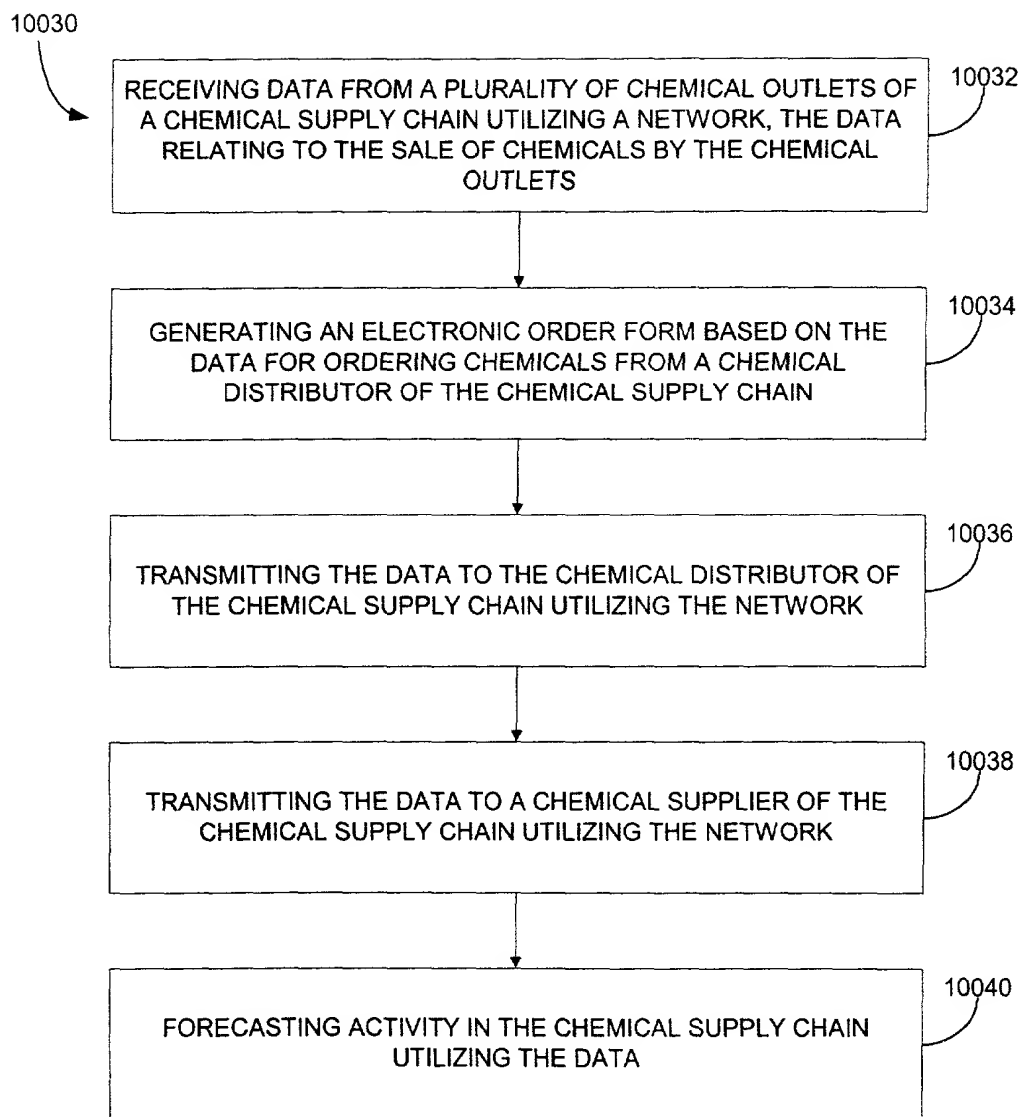 10030
RECEIVING DATA FROM A PLURALITY OF CHEMICAL OUTLETS OF
A CHEMICAL SUPPLY CHAIN UTILIZING A NETWORK, THE DATA
RELATING TO THE SALE OF CHEMICALS BY THE CHEMICAL
OUTLETS
10032
GENERATING AN ELECTRONIC ORDER FORM BASED ON THE
DATA FOR ORDERING CHEMICALS FROM A CHEMICAL
DISTRIBUTOR OF THE CHEMICAL SUPPLY CHAIN
10034
TRANSMITTING THE DATA TO THE CHEMICAL DISTRIBUTOR OF
THE CHEMICAL SUPPLY CHAIN UTILIZING THE NETWORK
10036
TRANSMITTING THE DATA TO A CHEMICAL SUPPLIER OF THE
CHEMICAL SUPPLY CHAIN UTILIZING THE NETWORK
10038
FORECASTING ACTIVITY IN THE CHEMICAL SUPPLY CHAIN
UTILIZING THE DATA
10040